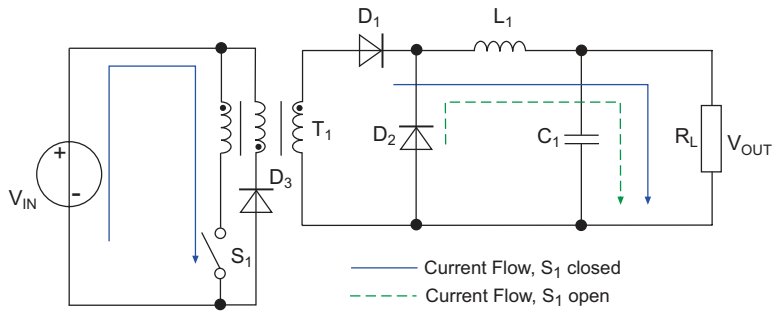 D1
L1
T1
D2
C1
RL
VOUT
+
-
VIN
D3
S1
Current Flow, S1 closed
Current Flow, S1 open